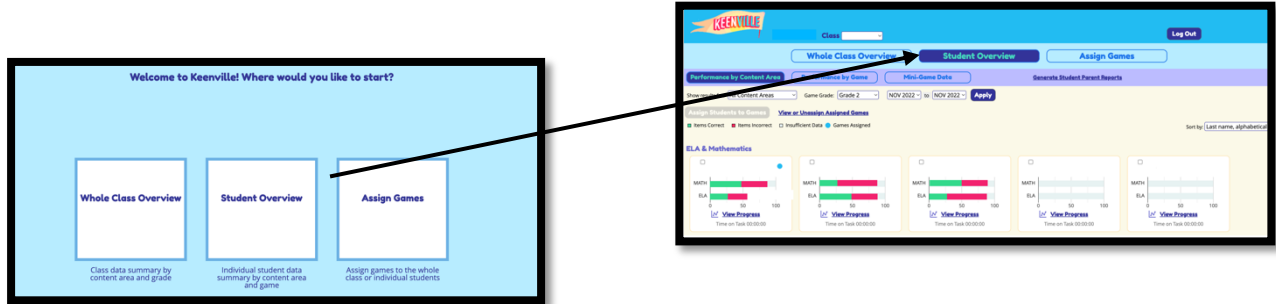 Welcome to Keenville! Where would you like to start?
Whole Class Overview
Student Overview
Assign Games
Class data summary by
content area and grade
Individual student data
summary by content area
and game
Assign games to the whole
class or individual students
KEENVILLE
Class
Log Out
Whole Class Overview
Student Overview
Assign Games
Performance by Content Area
Performance by Game
Mini-Game Data
Generate Student Parent Reports
Show results for Content Areas
Game Grade: Grade 2
NOV 2022 to NOV 2022 Apply
Assign Students to Games
View or Unassign Assigned Games
Items Correct Items Incorrect Insufficient Data Games Assigned
Sort by: Last name, alphabetical
ELA & Mathematics
MATH
ELA
0 50 100
View Progress
Time on Task 00:00:00
MATH
ELA
0 50 100
View Progress
Time on Task 00:00:00
MATH
ELA
0 50 100
View Progress
Time on Task 00:00:00
MATH
ELA
0 50 100
View Progress
Time on Task 00:00:00
MATH
ELA
0 50 100
View Progress
Time on Task 00:00:00